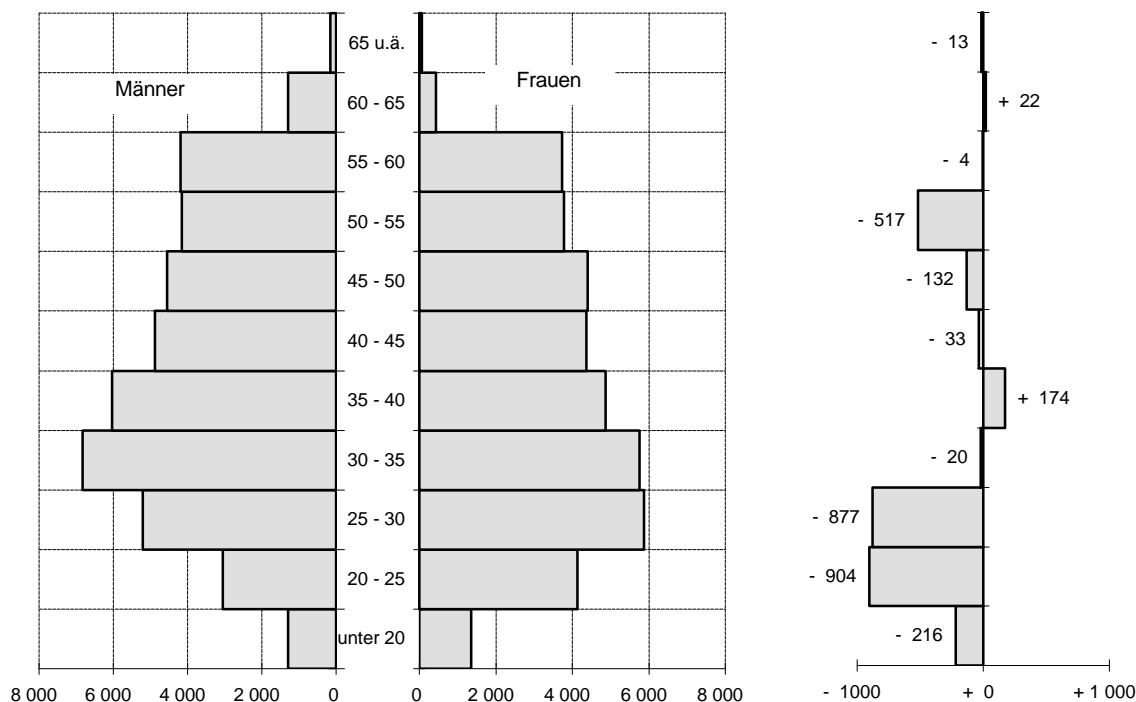 65 u.ä.
- 13
Männer
Frauen
60 - 65
+ 22
55 - 60
- 4
50 - 55
- 517
45 - 50
- 132
40 - 45
- 33
35 - 40
+ 174
30 - 35
- 20
25 - 30
- 877
20 - 25
- 904
unter 20
- 216
8 000 6 000 4 000 2 000 0 0 2 000 4 000 6 000 8 000
- 1000 + 0 + 1 000